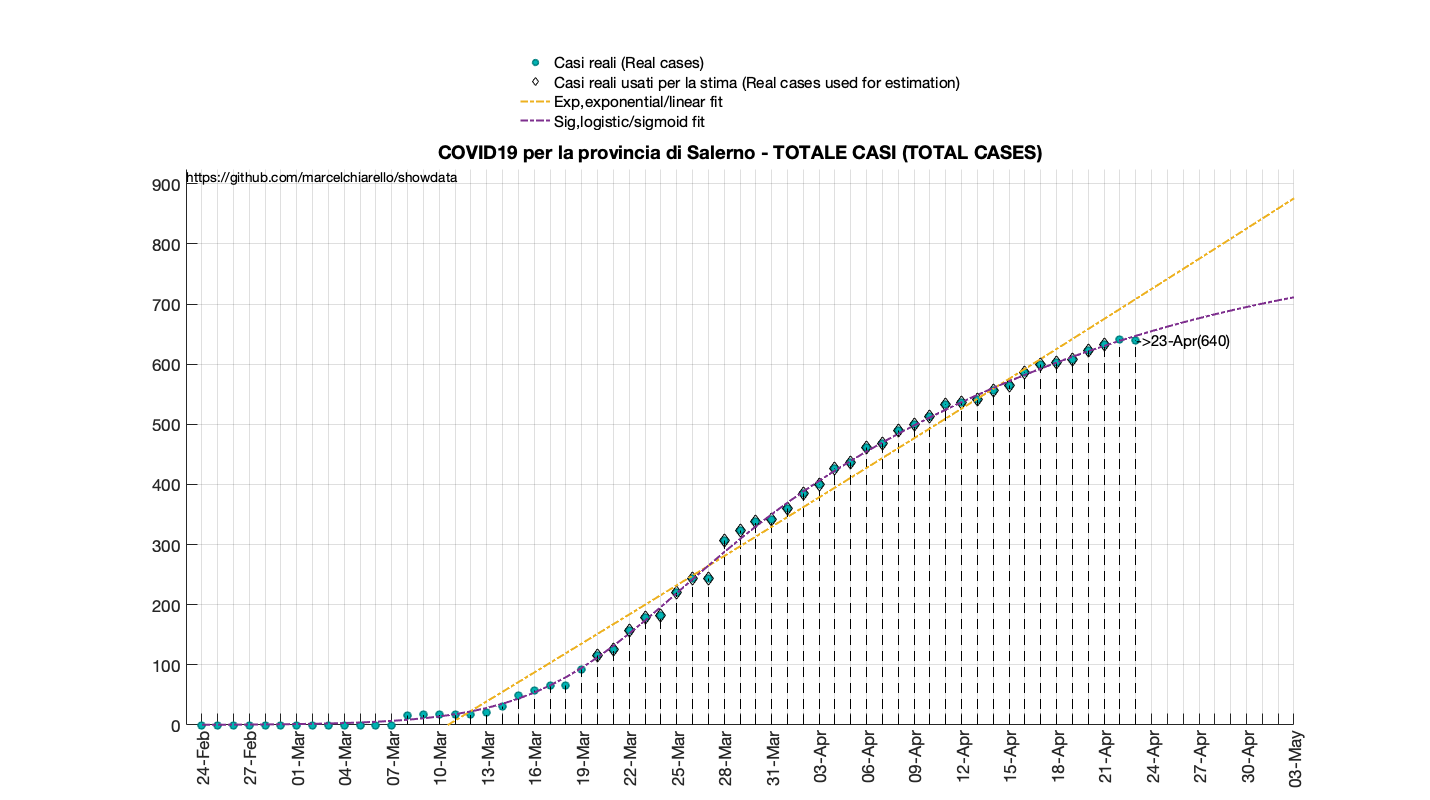 Casi reali (Real cases)
Casi reali usati per la stima (Real cases used for estimation)
Exp,exponential/linear fit
Sig,logistic/sigmoid fit
COVID19 per la provincia di Salerno - TOTALE CASI (TOTAL CASES)
https://github.com/marcelchiarello/showdata
900
800
700
600
500
400
300
200
100
0
>23-Apr(640)
24-Feb
27-Feb
01-Mar
04-Mar
07-Mar
10-Mar
13-Mar
16-Mar
19-Mar
22-Mar
25-Mar
28-Mar
31-Mar
03-Apr
06-Apr
09-Apr
12-Apr
15-Apr
18-Apr
21-Apr
24-Apr
27-Apr
30-Apr
03-May